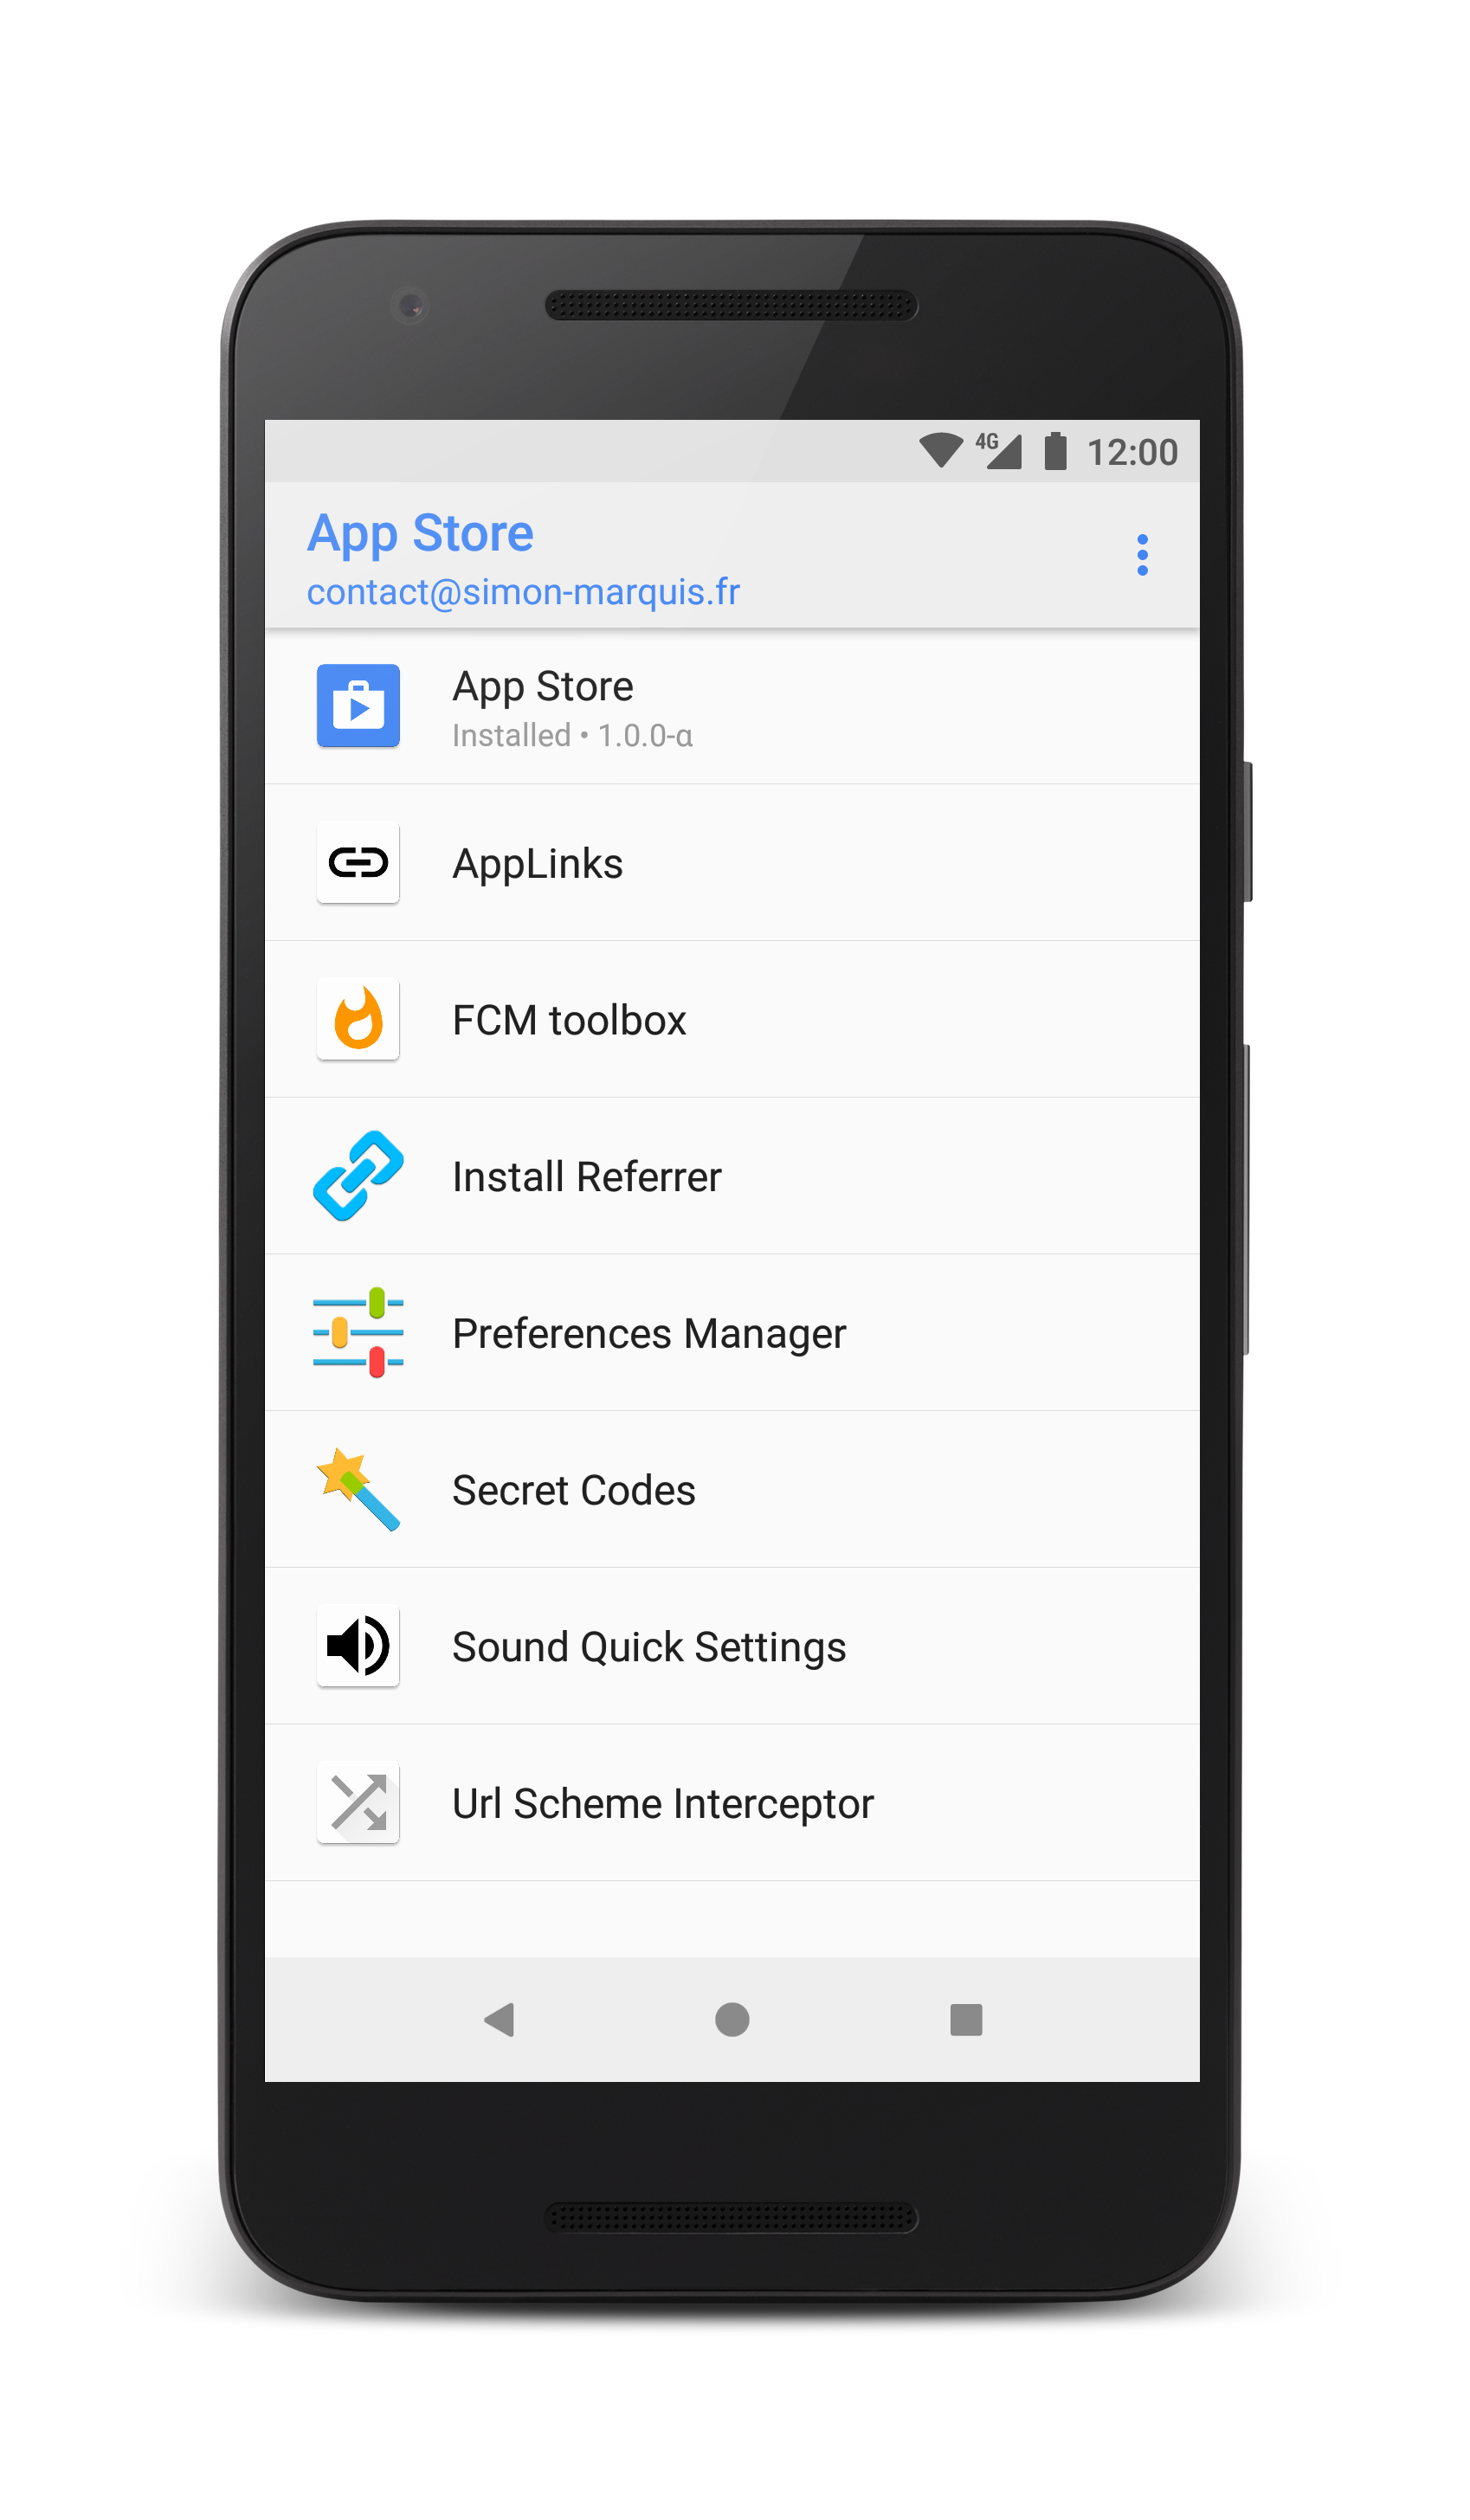 4G 12:00
App Store
contact@simon-marquis.fr
App Store
Installed • 1.0.0-α
AppLinks
FCM toolbox
Install Referrer
Preferences Manager
Secret Codes
Sound Quick Settings
Url Scheme Interceptor